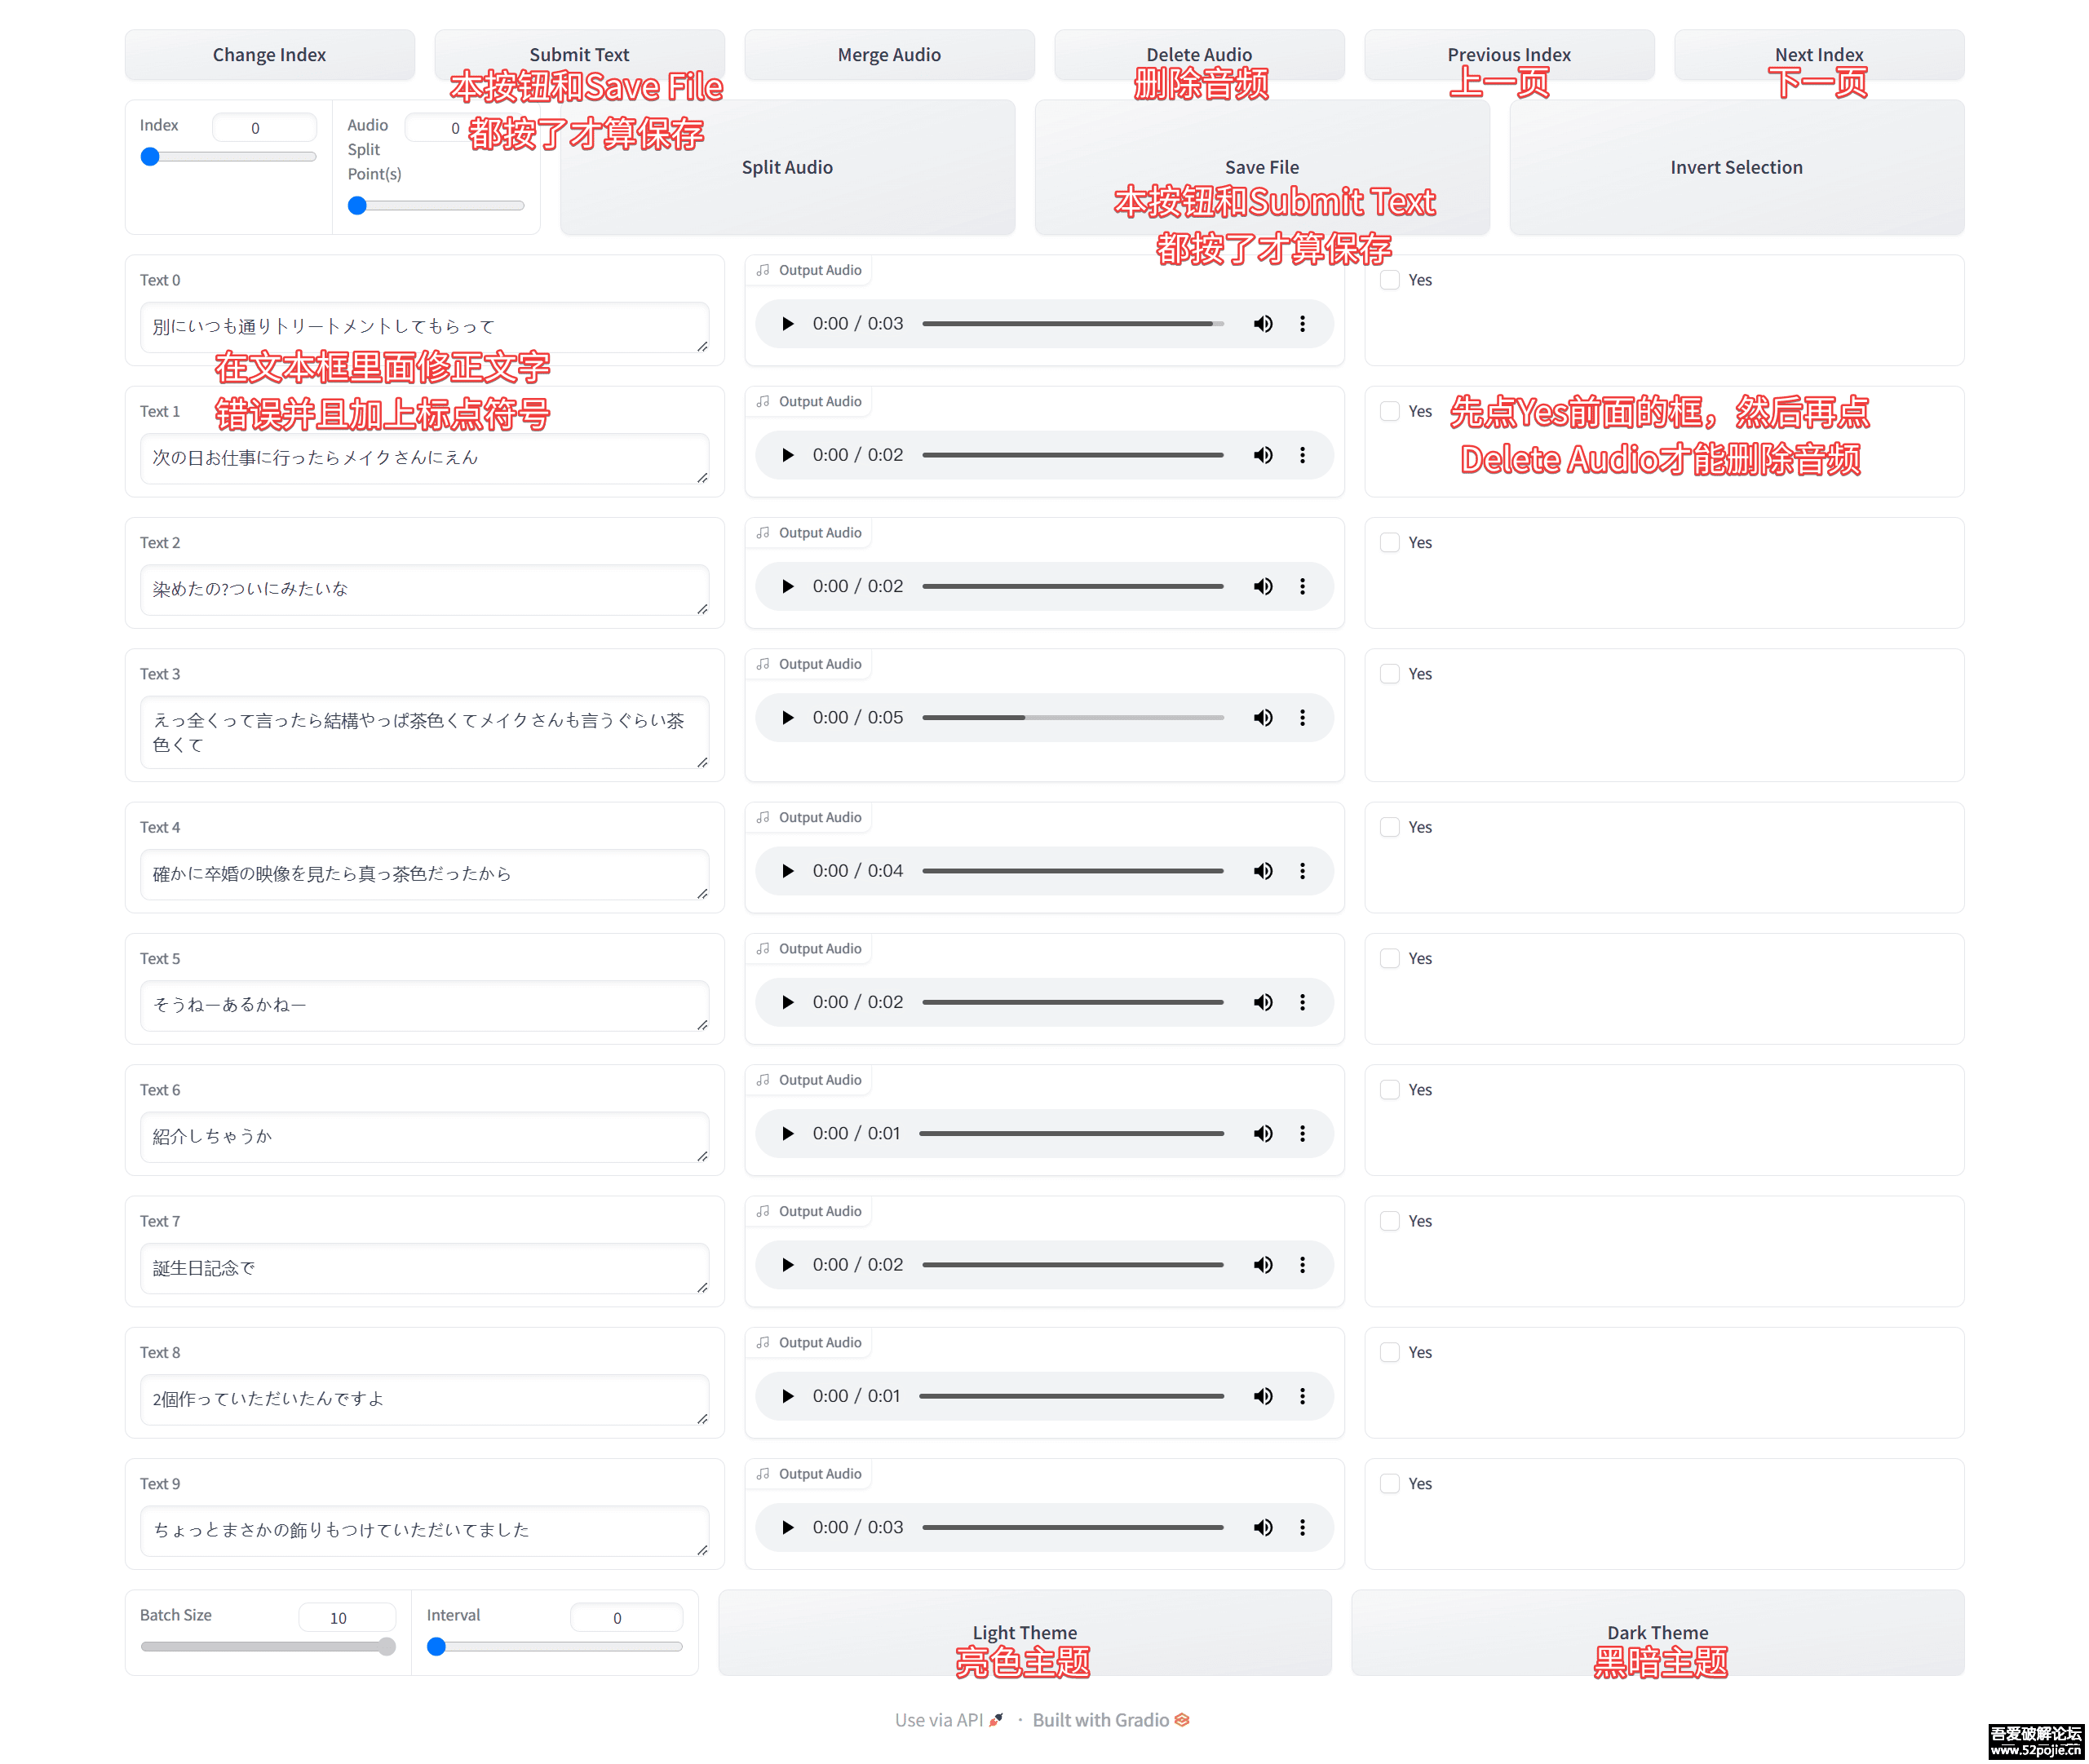 Change Index
Submit Text
Merge Audio
Delete Audio
Previous Index
Next Index
本按钮和Save File
都按了才算保存
删除音频
上一页
下一页
Index
0
Audio
Split
Point(s)
0
Split Audio
Save File
本按钮和Submit Text
都按了才算保存
Invert Selection
Text 0
別にいつも通りトリートメントしてもらって
Output Audio
0:00 / 0:03
Yes
在文本框里面修正文字
错误并且加上标点符号
Text 1
次の日お仕事に行ったらメイクさんにえん
Output Audio
0:00 / 0:02
Yes
先点Yes前面的框，然后再点
Delete Audio才能删除音频
Text 2
染めたの?ついにみたいな
Output Audio
0:00 / 0:02
Yes
Text 3
えっ全くって言ったら結構やっぱ茶色くてメイクさんも言うぐらい茶
色くて
Output Audio
0:00 / 0:05
Yes
Text 4
確かに卒婚の映像を見たら真っ茶色だったから
Output Audio
0:00 / 0:04
Yes
Text 5
そうねーあるかねー
Output Audio
0:00 / 0:02
Yes
Text 6
紹介しちゃうか
Output Audio
0:00 / 0:01
Yes
Text 7
誕生日記念で
Output Audio
0:00 / 0:02
Yes
Text 8
2個作っていただいたんですよ
Output Audio
0:00 / 0:01
Yes
Text 9
ちょっとまさかの飾りもつけていただいてました
Output Audio
0:00 / 0:03
Yes
Batch Size
10
Interval
0
Light Theme
亮色主题
Dark Theme
黑暗主题
Use via API · Built with Gradio
吾爱破解论坛
www.52pojie.cn